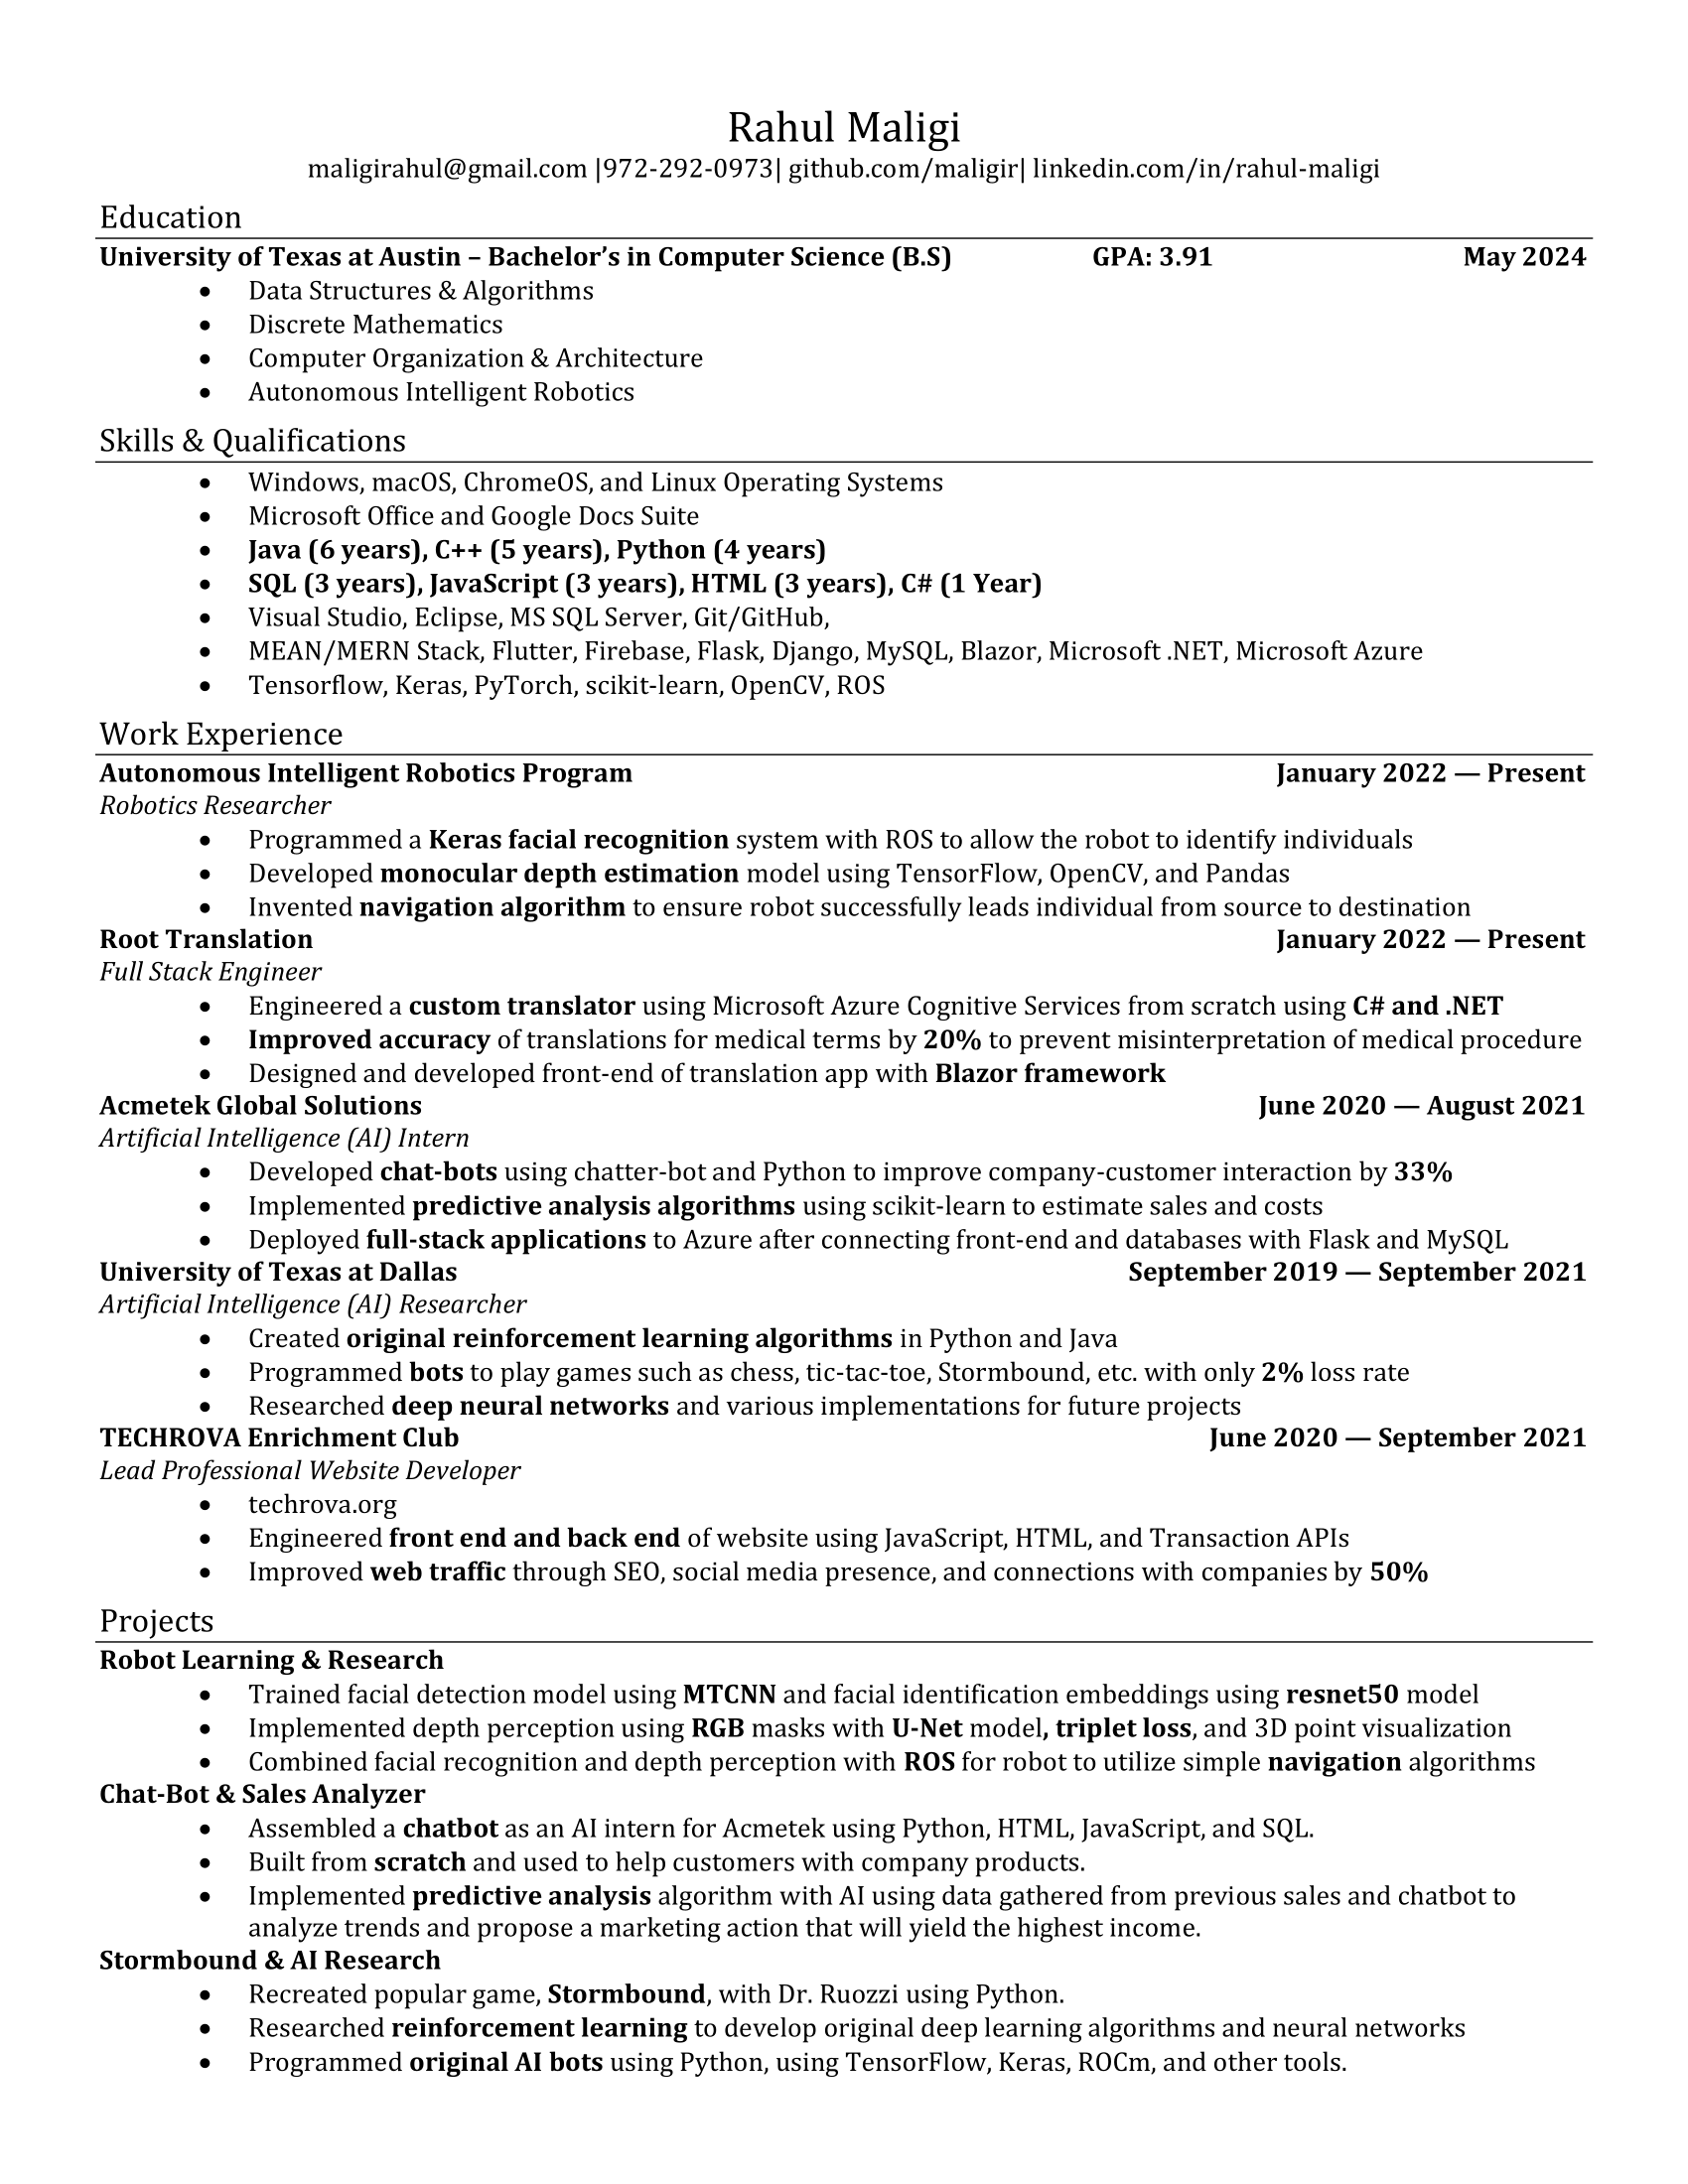 Rahul Maligi
maligirahul@gmail.com |972-292-0973| github.com/maligir| linkedin.com/in/rahul-maligi
Education
University of Texas at Austin – Bachelor’s in Computer Science (B.S) GPA: 3.91 May 2024
• Data Structures & Algorithms
• Discrete Mathematics
• Computer Organization & Architecture
• Autonomous Intelligent Robotics
Skills & Qualifications
• Windows, macOS, ChromeOS, and Linux Operating Systems
• Microsoft Office and Google Docs Suite
• Java (6 years), C++ (5 years), Python (4 years)
• SQL (3 years), JavaScript (3 years), HTML (3 years), C# (1 Year)
• Visual Studio, Eclipse, MS SQL Server, Git/GitHub,
• MEAN/MERN Stack, Flutter, Firebase, Flask, Django, MySQL, Blazor, Microsoft .NET, Microsoft Azure
• Tensorflow, Keras, PyTorch, scikit-learn, OpenCV, ROS
Work Experience
Autonomous Intelligent Robotics Program January 2022 — Present
Robotics Researcher
• Programmed a Keras facial recognition system with ROS to allow the robot to identify individuals
• Developed monocular depth estimation model using TensorFlow, OpenCV, and Pandas
• Invented navigation algorithm to ensure robot successfully leads individual from source to destination
Root Translation January 2022 — Present
Full Stack Engineer
• Engineered a custom translator using Microsoft Azure Cognitive Services from scratch using C# and .NET
• Improved accuracy of translations for medical terms by 20% to prevent misinterpretation of medical procedure
• Designed and developed front-end of translation app with Blazor framework
Acmetek Global Solutions June 2020 — August 2021
Artificial Intelligence (AI) Intern
• Developed chat-bots using chatter-bot and Python to improve company-customer interaction by 33%
• Implemented predictive analysis algorithms using scikit-learn to estimate sales and costs
• Deployed full-stack applications to Azure after connecting front-end and databases with Flask and MySQL
University of Texas at Dallas September 2019 — September 2021
Artificial Intelligence (AI) Researcher
• Created original reinforcement learning algorithms in Python and Java
• Programmed bots to play games such as chess, tic-tac-toe, Stormbound, etc. with only 2% loss rate
• Researched deep neural networks and various implementations for future projects
TECHROVA Enrichment Club June 2020 — September 2021
Lead Professional Website Developer
• techrova.org
• Engineered front end and back end of website using JavaScript, HTML, and Transaction APIs
• Improved web traffic through SEO, social media presence, and connections with companies by 50%
Projects
Robot Learning & Research
• Trained facial detection model using MTCNN and facial identification embeddings using resnet50 model
• Implemented depth perception using RGB masks with U-Net model, triplet loss, and 3D point visualization
• Combined facial recognition and depth perception with ROS for robot to utilize simple navigation algorithms
Chat-Bot & Sales Analyzer
• Assembled a chatbot as an AI intern for Acmetek using Python, HTML, JavaScript, and SQL.
• Built from scratch and used to help customers with company products.
• Implemented predictive analysis algorithm with AI using data gathered from previous sales and chatbot to
analyze trends and propose a marketing action that will yield the highest income.
Stormbound & AI Research
• Recreated popular game, Stormbound, with Dr. Ruozzi using Python.
• Researched reinforcement learning to develop original deep learning algorithms and neural networks
• Programmed original AI bots using Python, using TensorFlow, Keras, ROCm, and other tools.